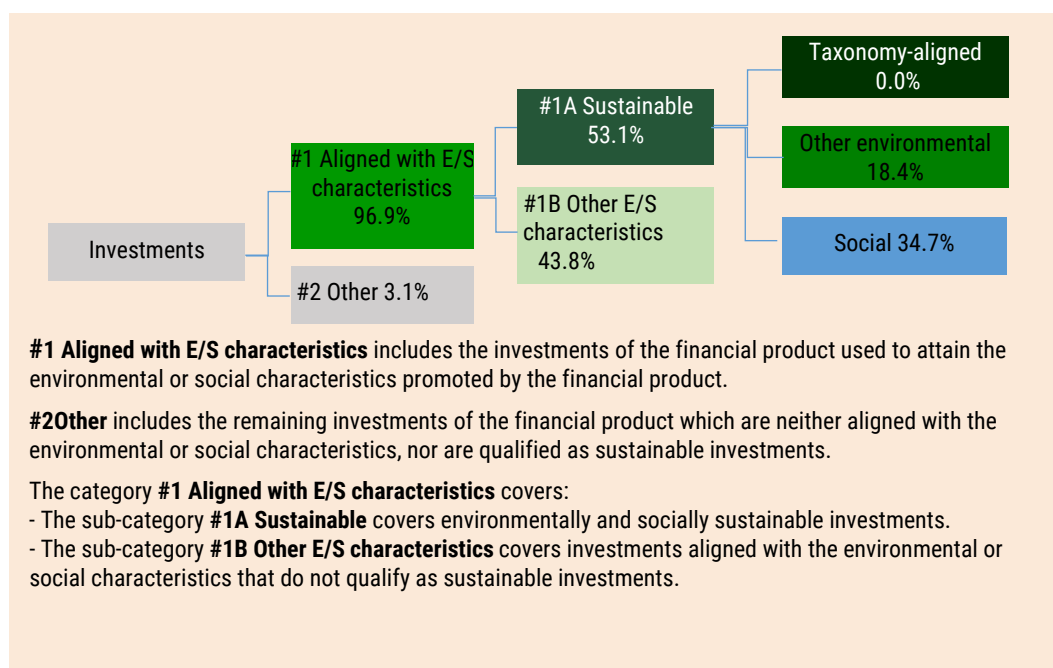 Investments
#1 Aligned with E/S
characteristics
96.9%
#2 Other 3.1%
#1A Sustainable
53.1%
#1B Other E/S
characteristics
43.8%
Taxonomy-aligned
0.0%
Other environmental
18.4%
Social 34.7%
#1 Aligned with E/S characteristics includes the investments of the financial product used to attain the
environmental or social characteristics promoted by the financial product.
#2Other includes the remaining investments of the financial product which are neither aligned with the
environmental or social characteristics, nor are qualified as sustainable investments.
The category #1 Aligned with E/S characteristics covers:
- The sub-category #1A Sustainable covers environmentally and socially sustainable investments.
- The sub-category #1B Other E/S characteristics covers investments aligned with the environmental or
social characteristics that do not qualify as sustainable investments.